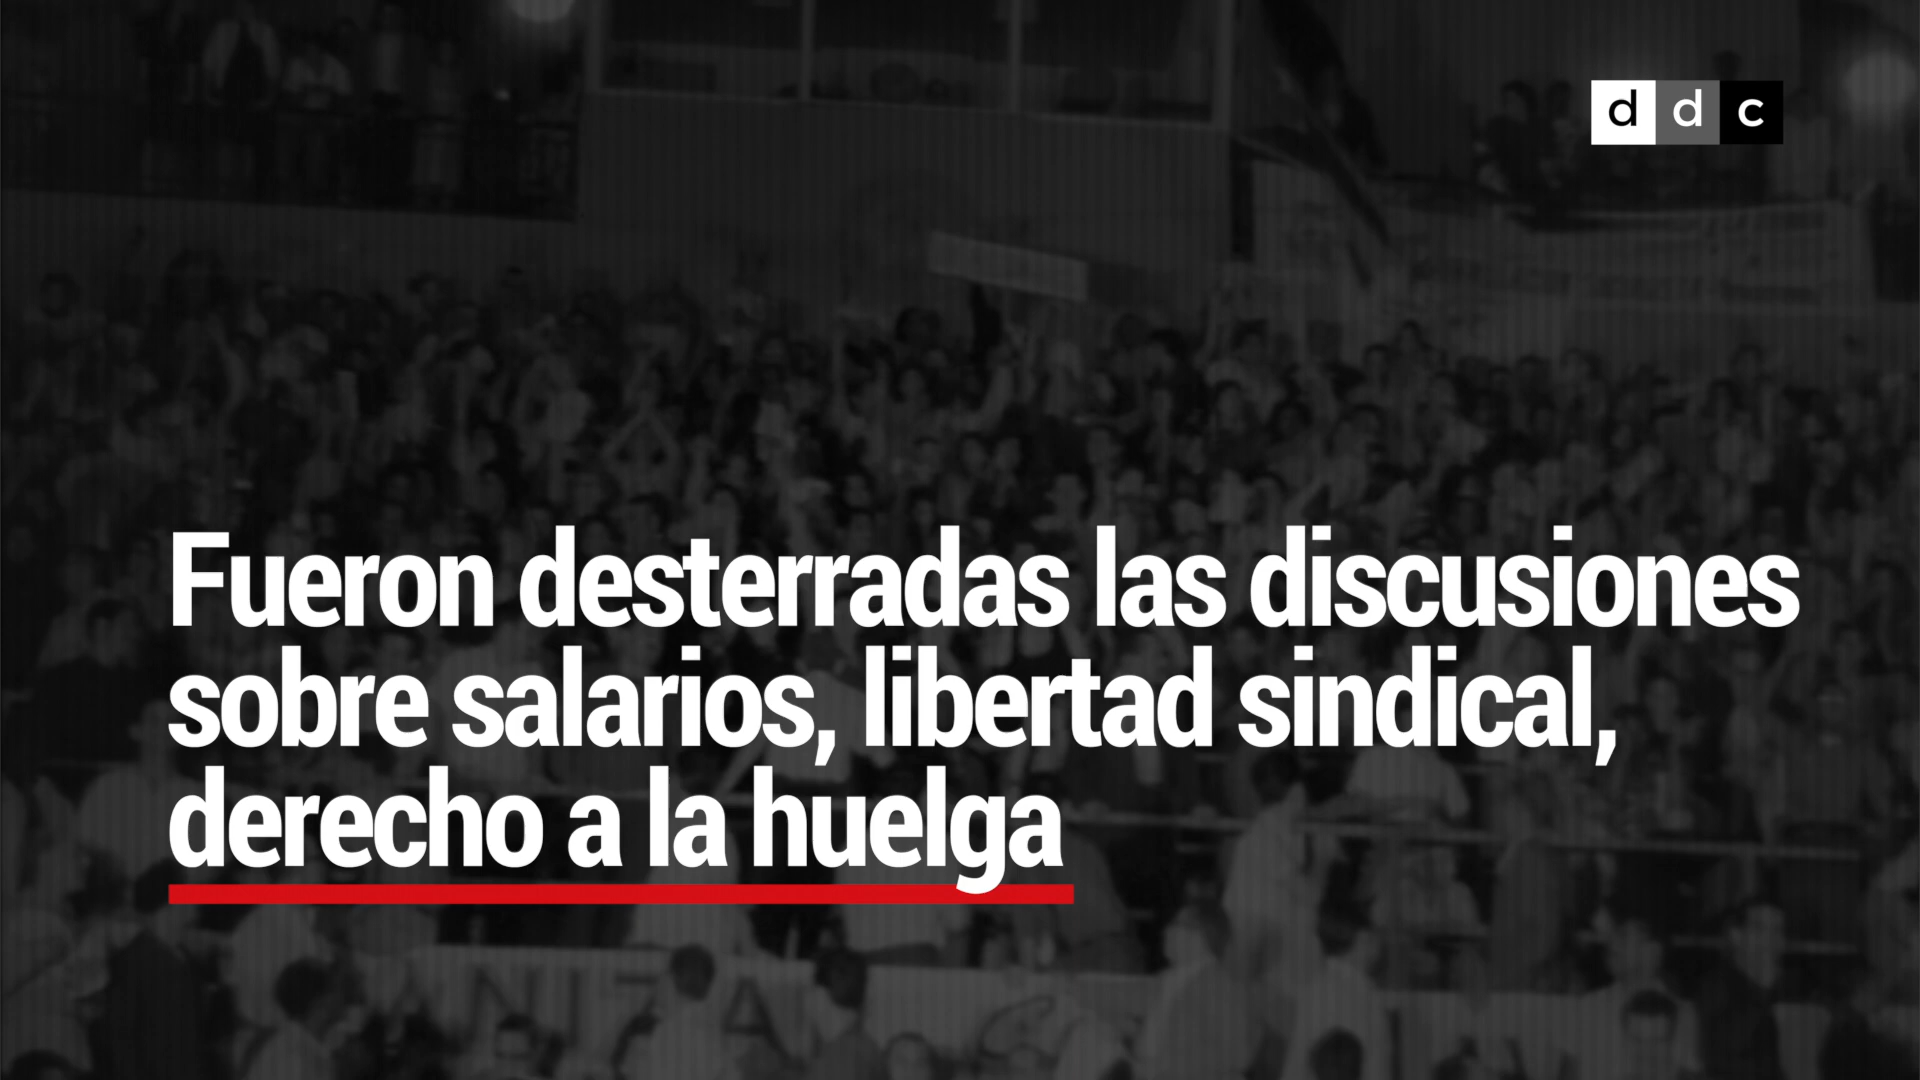 ddc
Fueron desterradas las discusiones
sobre salarios, libertad sindical,
derecho a la huelga